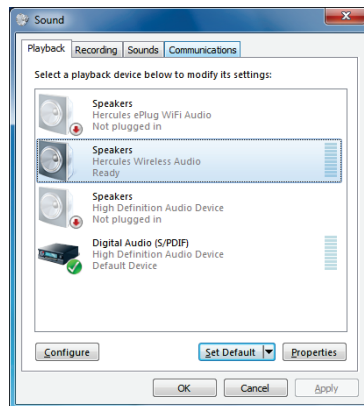 Sound
Playback Recording Sounds Communications
Select a playback device below to modify its settings:
Speakers
Hercules ePlug WiFi Audio
Not plugged in
Speakers
Hercules Wireless Audio
Ready
Speakers
High Definition Audio Device
Not plugged in
Digital Audio (S/PDIF)
High Definition Audio Device
Default Device
Configure Set Default Properties
OK Cancel Apply